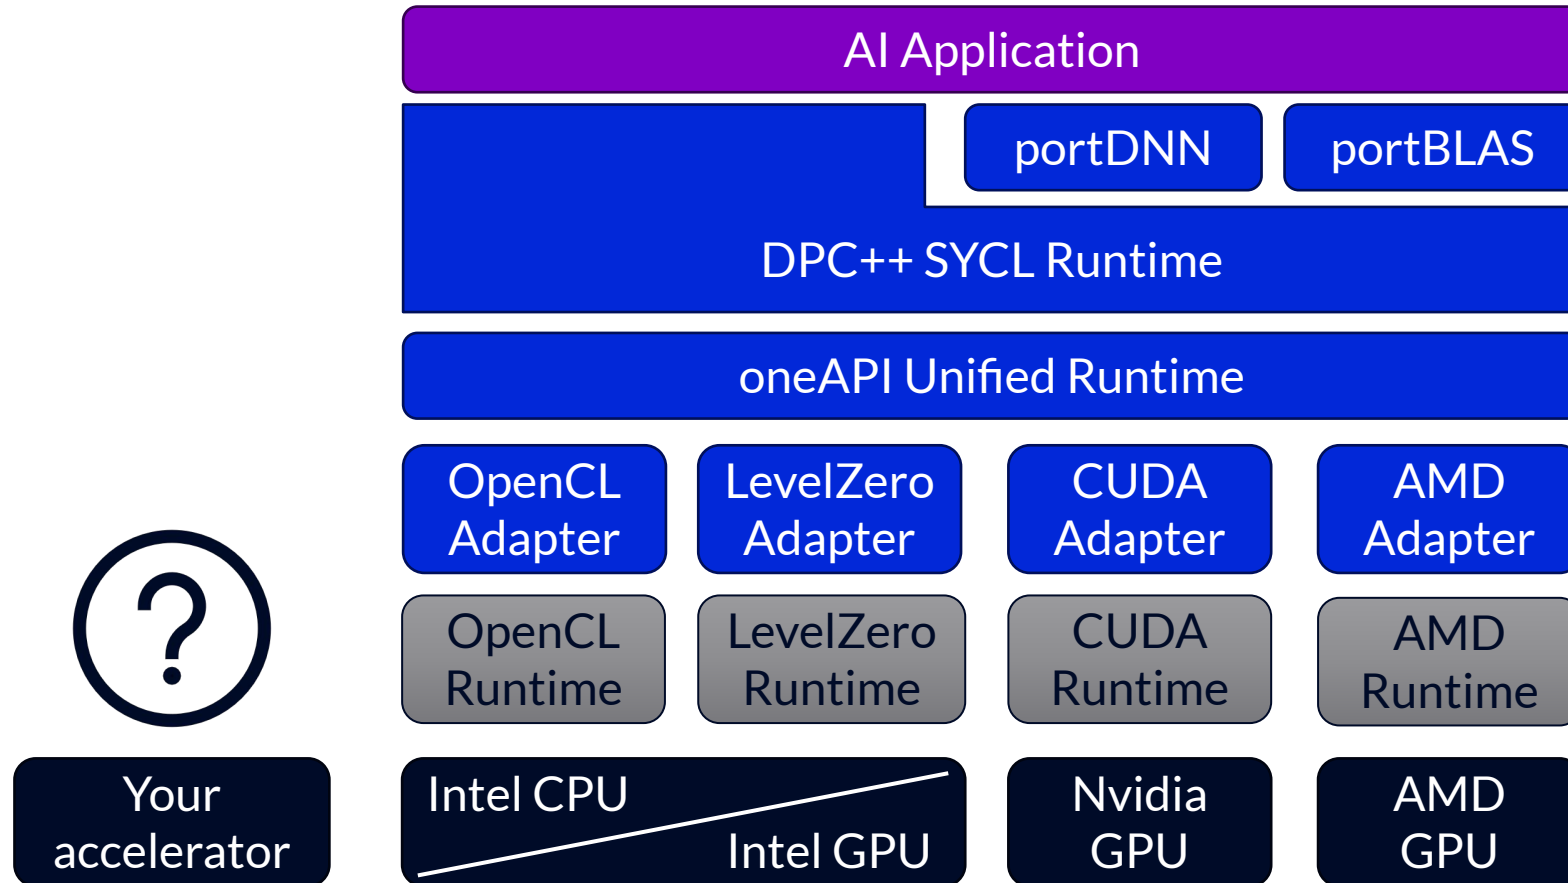 AI Application
portDNN
portBLAS
DPC++ SYCL Runtime
oneAPI Unified Runtime
OpenCL
Adapter
LevelZero
Adapter
CUDA
Adapter
AMD
Adapter
?
OpenCL
Runtime
LevelZero
Runtime
CUDA
Runtime
AMD
Runtime
Your
accelerator
Intel CPU
Intel GPU
Nvidia
GPU
AMD
GPU